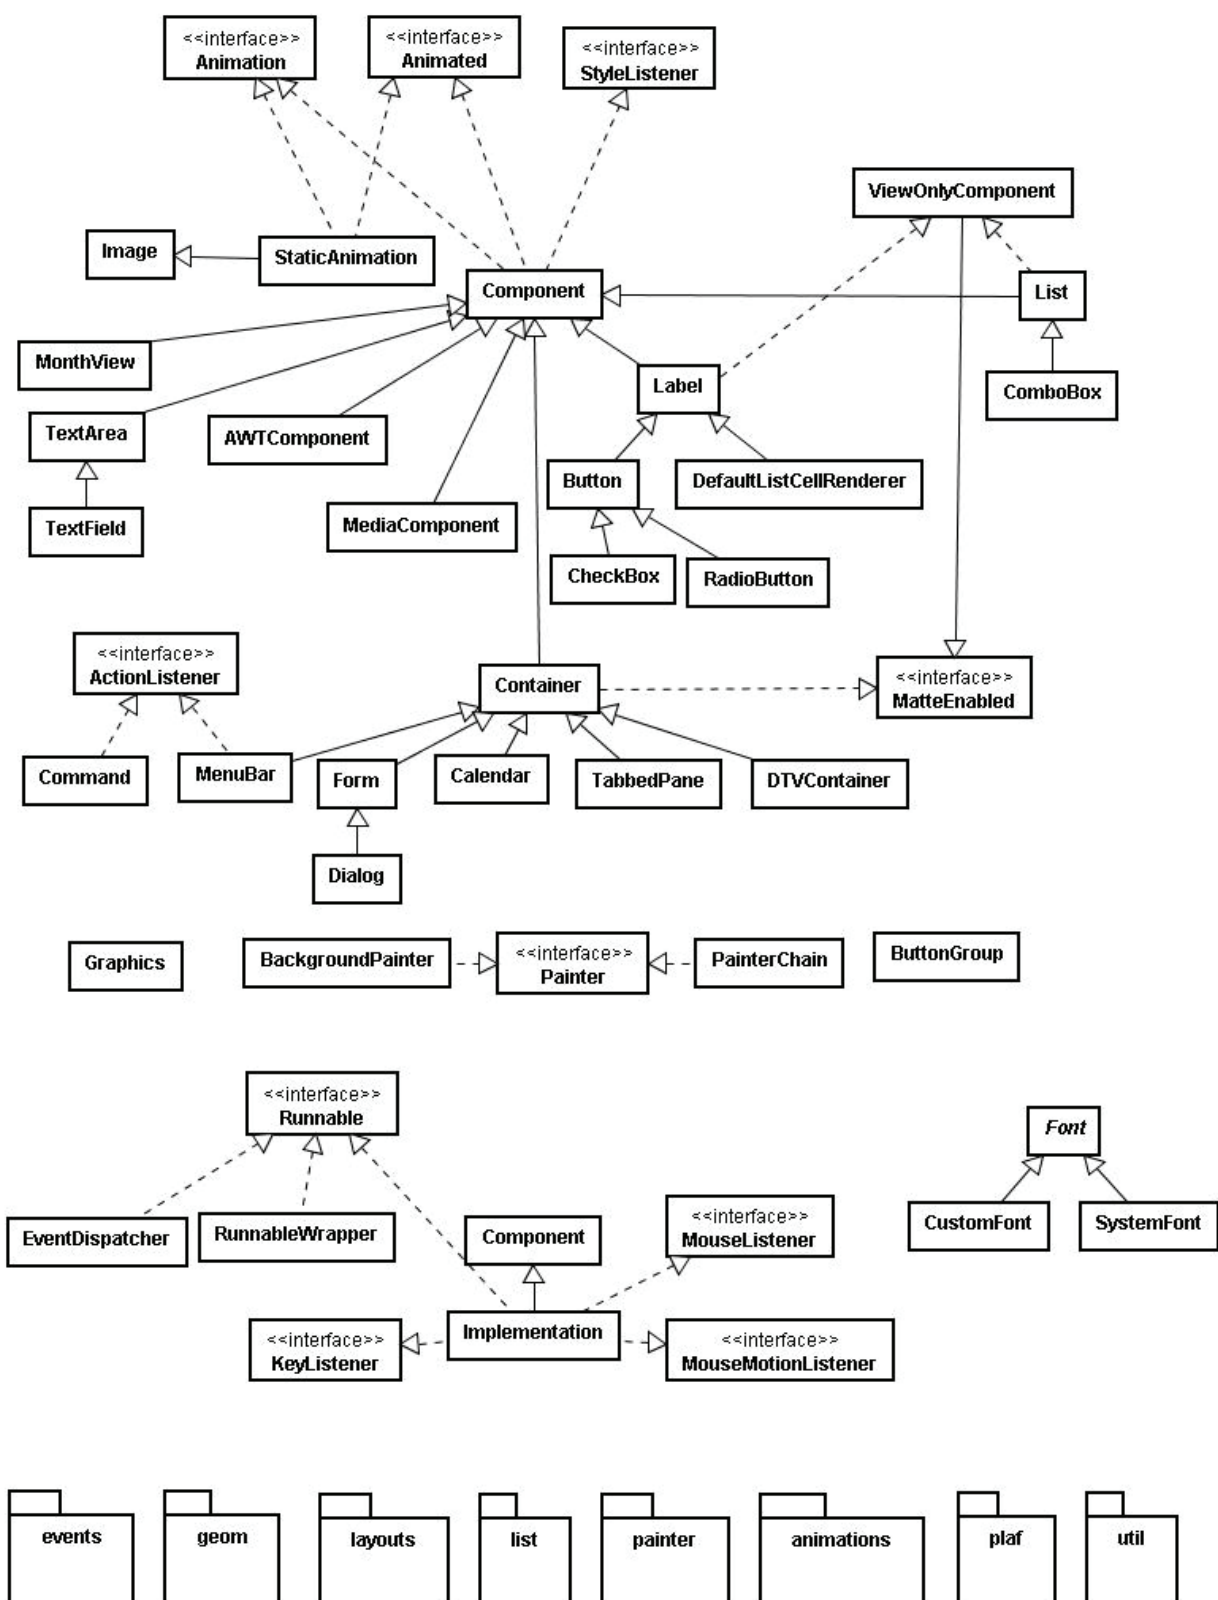 <<interface>>
Animation
<<interface>>
Animated
<<interface>>
StyleListener
ViewOnlyComponent
Image
StaticAnimation
Component
List
MonthView
Label
ComboBox
TextArea
AWTComponent
Button
DefaultListCellRenderer
TextField
MediaComponent
CheckBox
RadioButton
<<interface>>
ActionListener
Container
<<interface>>
MatteEnabled
Command
MenuBar
Form
Calendar
TabbedPane
DTVContainer
Dialog
Graphics
BackgroundPainter
<<interface>>
Painter
PainterChain
ButtonGroup
<<interface>>
Runnable
Font
EventDispatcher
RunnableWrapper
Component
<<interface>>
MouseListener
CustomFont
SystemFont
<<interface>>
KeyListener
Implementation
<<interface>>
MouseMotionListener
events
geom
layouts
list
painter
animations
plaf
util